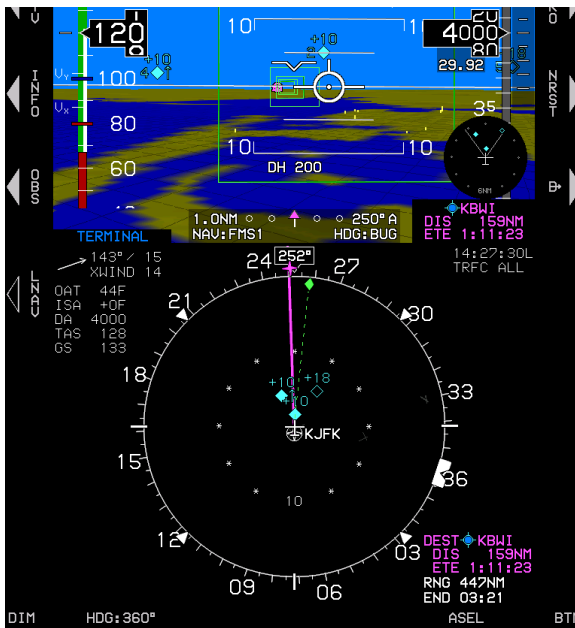 INFO
OBS
LNAV
NRST
120
100
80
60
40
VY
VX
+10
+10
10
10
10
10
DH 200
4000
80
29.92
35
6NM
1.0NM
250°A
NAV:FMS1
HDG:BUG
KBWI
DIS 159NM
ETE 1:11:23
14:27:30L
TRFC ALL
TERMINAL
143°/ 15
XWIND 14
OAT 44F
ISA +0F
DA 4000
TAS 128
GS 133
252°
24
27
30
33
36
03
06
09
12
15
18
21
+10
+18
KJFK
10
DEST KBWI
DIS 159NM
ETE 1:11:23
RNG 447NM
END 03:21
DIM
HDG:360°
ASEL